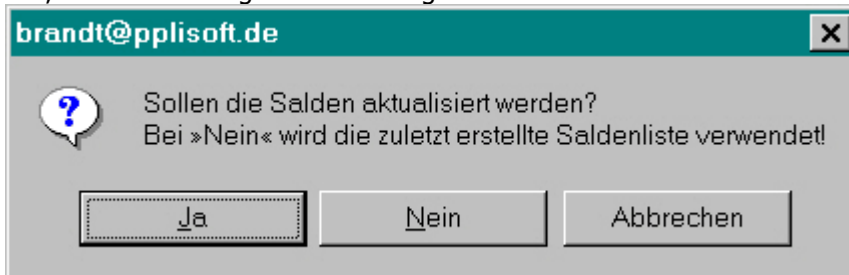 brandt@pplisoft.de
Sollen die Salden aktualisiert werden?
Bei »Nein« wird die zuletzt erstellte Saldenliste verwendet!
Ja
Nein
Abbrechen